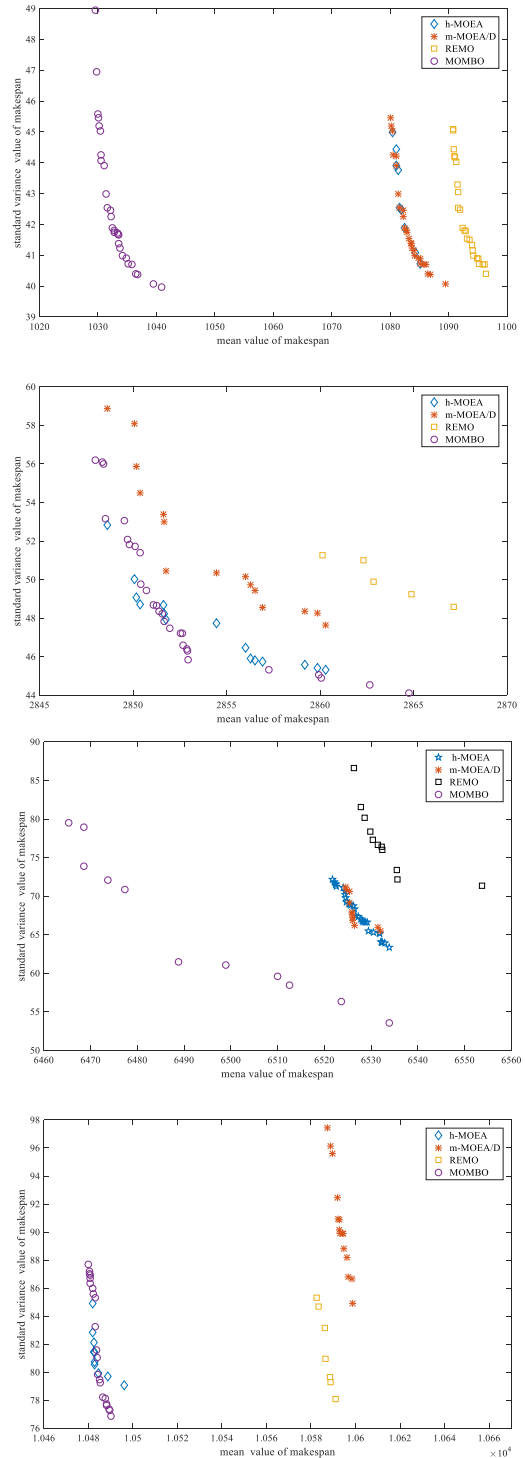 49
48
47
46
45
44
43
42
41
40
39
standard variance value of makespan
h-MOEA
m-MOEA/D
REMO
MOMBO
1020 1030 1040 1050 1060 1070 1080 1090 1100
mean value of makespan
60
58
56
54
52
50
48
46
44
standard variance value of makespan
h-MOEA
m-MOEA/D
REMO
MOMBO
2845 2850 2855 2860 2865 2870
mean value of makespan
90
85
80
75
70
65
60
55
50
standard variance value of makespan
h-MOEA
m-MOEA/D
REMO
MOMBO
6460 6470 6480 6490 6500 6510 6520 6530 6540 6550 6560
mena value of makespan
98
96
94
92
90
88
86
84
82
80
78
76
standard variance value of makespan
h-MOEA
m-MOEA/D
REMO
MOMBO
1.046 1.048 1.05 1.052 1.054 1.056 1.058 1.06 1.062 1.064 1.066
mean value of makespan
×10⁴